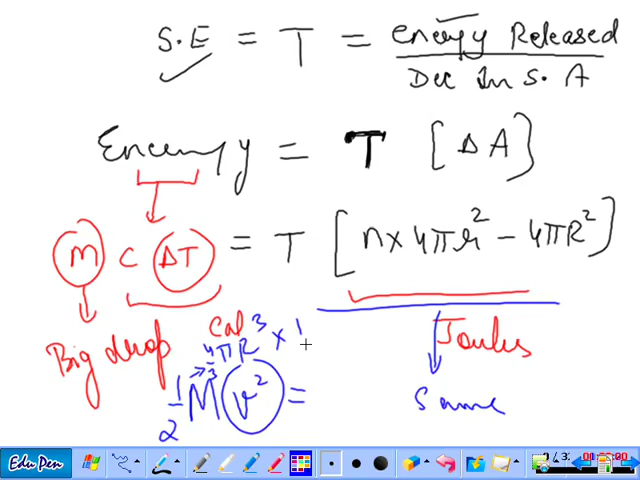 S.E = T = Energy Released
Dec In S. A
Energy = T [ΔA]
M C ΔT = T [n × 4πr² − 4πR²]
Big drop
Cal
Joules
4/3 πR³ × 1
1/2 M v² =
Same
Edu Pen